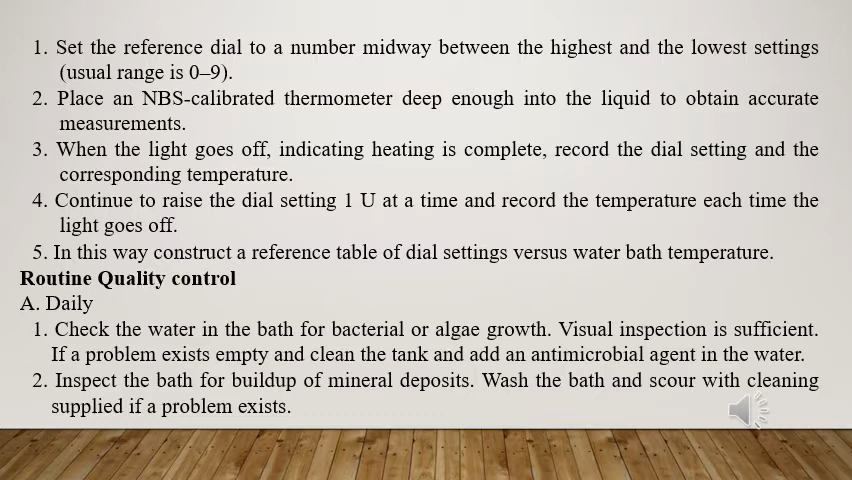 1. Set the reference dial to a number midway between the highest and the lowest settings
(usual range is 0–9).
2. Place an NBS-calibrated thermometer deep enough into the liquid to obtain accurate
measurements.
3. When the light goes off, indicating heating is complete, record the dial setting and the
corresponding temperature.
4. Continue to raise the dial setting 1 U at a time and record the temperature each time the
light goes off.
5. In this way construct a reference table of dial settings versus water bath temperature.
Routine Quality control
A. Daily
1. Check the water in the bath for bacterial or algae growth. Visual inspection is sufficient.
If a problem exists empty and clean the tank and add an antimicrobial agent in the water.
2. Inspect the bath for buildup of mineral deposits. Wash the bath and scour with cleaning
supplied if a problem exists.